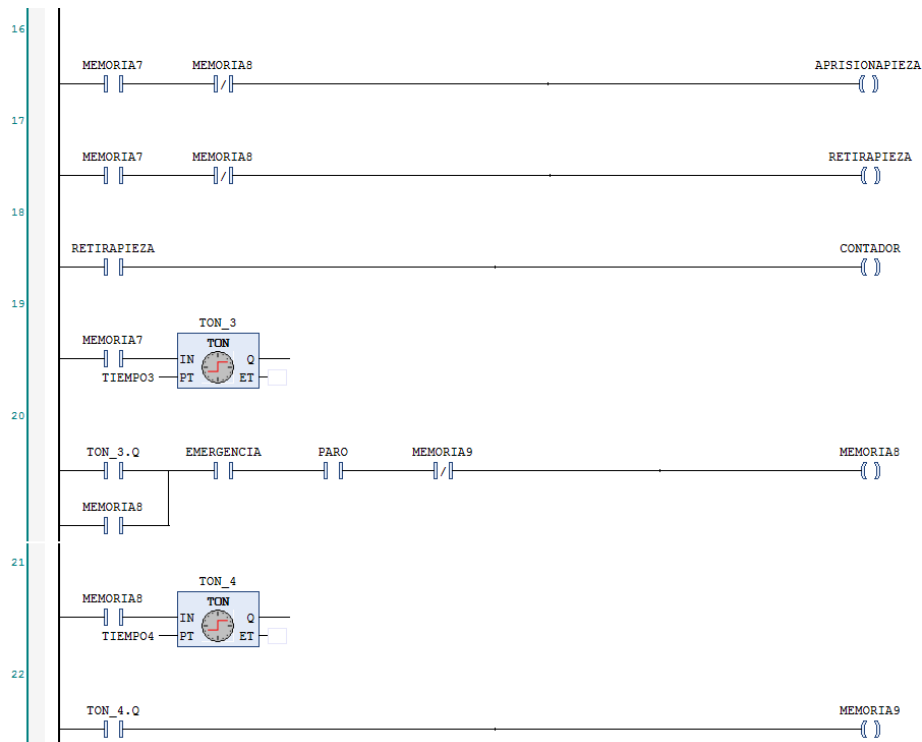 16
MEMORIA7 MEMORIA8 APRISIONAPIEZA
17
MEMORIA7 MEMORIA8 RETIRAPIEZA
18
RETIRAPIEZA CONTADOR
19
TON_3
MEMORIA7 TON
IN Q
TIEMPO3 PT ET
20
TON_3.Q EMERGENCIA PARO MEMORIA9 MEMORIA8
MEMORIA8
21
TON_4
MEMORIA8 TON
IN Q
TIEMPO4 PT ET
22
TON_4.Q MEMORIA9